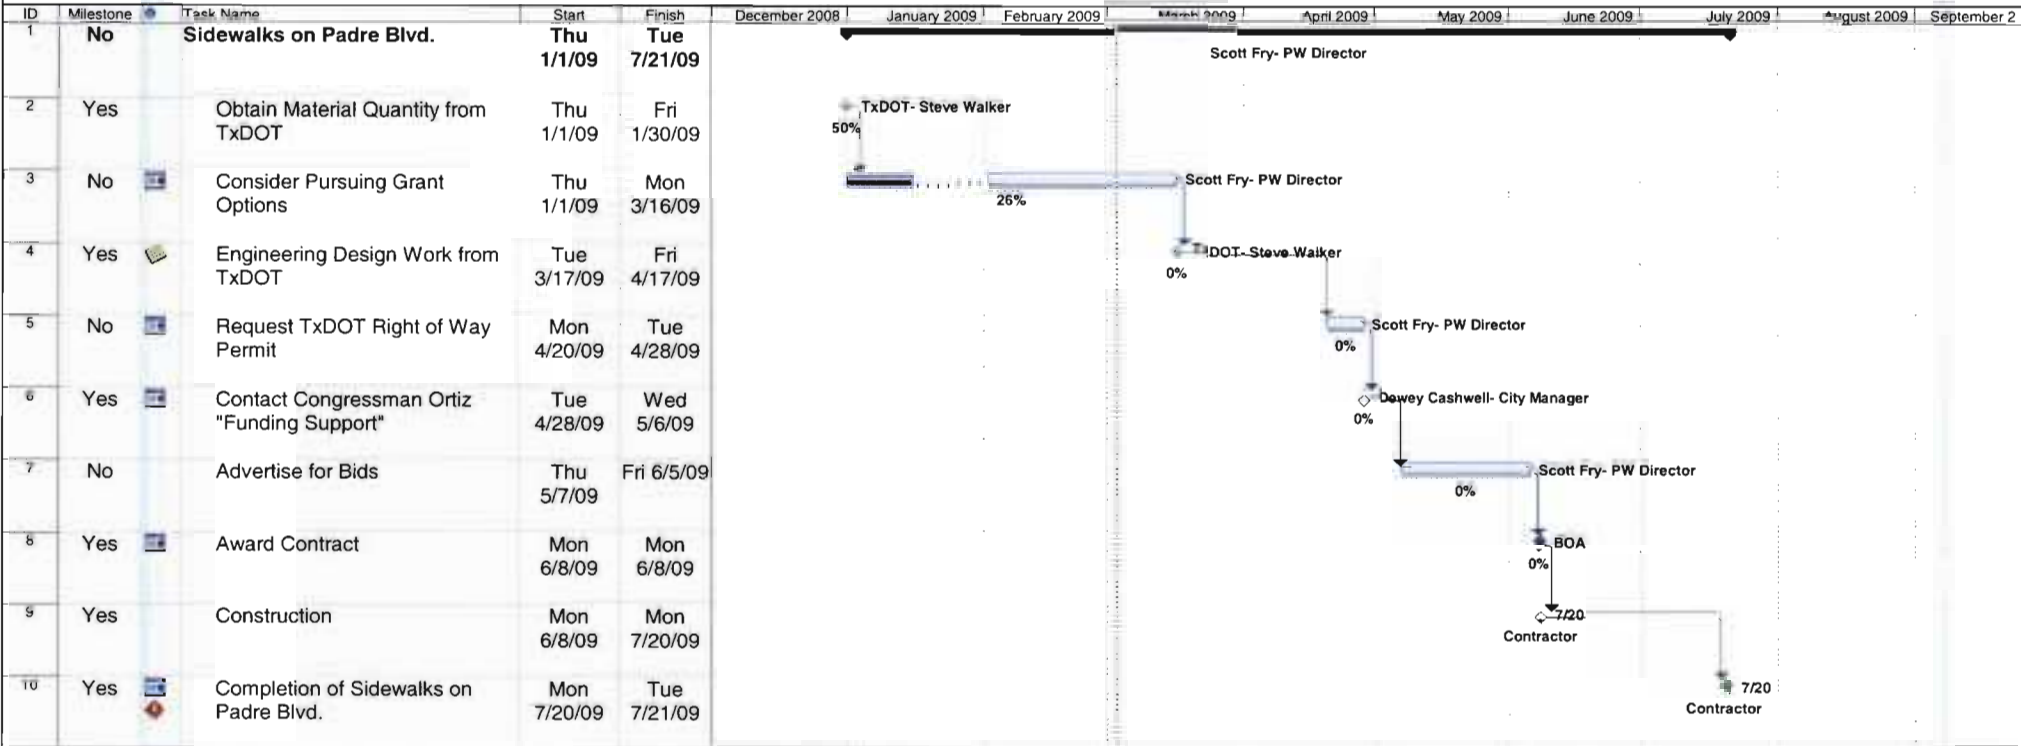 ID Milestone Task Name Start Finish December 2008 January 2009 February 2009 March 2009 April 2009 May 2009 June 2009 July 2009 August 2009 September 2
1 No Sidewalks on Padre Blvd. Thu Tue
1/1/09 7/21/09 Scott Fry- PW Director
2 Yes Obtain Material Quantity from Thu Fri TxDOT- Steve Walker
TxDOT 1/1/09 1/30/09 50%
3 No Consider Pursuing Grant Thu Mon Scott Fry- PW Director
Options 1/1/09 3/16/09 26%
4 Yes Engineering Design Work from Tue Fri DOT- Steve Walker
TxDOT 3/17/09 4/17/09 0%
5 No Request TxDOT Right of Way Mon Tue Scott Fry- PW Director
Permit 4/20/09 4/28/09 0%
6 Yes Contact Congressman Ortiz Tue Wed Dewey Cashwell- City Manager
"Funding Support" 4/28/09 5/6/09 0%
7 No Advertise for Bids Thu Fri 6/5/09 Scott Fry- PW Director
5/7/09 0%
8 Yes Award Contract Mon Mon BOA
6/8/09 6/8/09 0%
9 Yes Construction Mon Mon 7/20
6/8/09 7/20/09 Contractor
10 Yes Completion of Sidewalks on Mon Tue 7/20
Padre Blvd. 7/20/09 7/21/09 Contractor